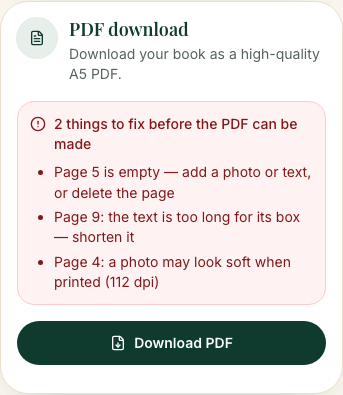 PDF download
Download your book as a high-quality
A5 PDF.
2 things to fix before the PDF can be
made
• Page 5 is empty — add a photo or text,
or delete the page
• Page 9: the text is too long for its box
— shorten it
• Page 4: a photo may look soft when
printed (112 dpi)
Download PDF